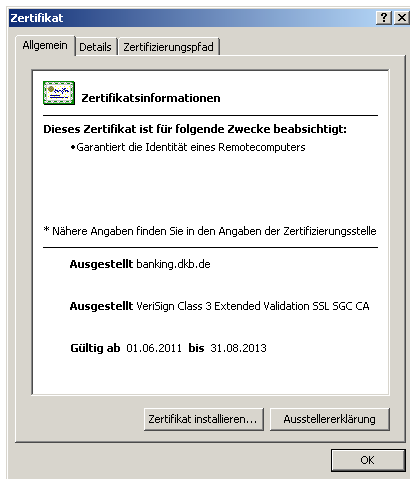 Zertifikat
Allgemein Details Zertifizierungspfad
Zertifikatsinformationen
Dieses Zertifikat ist für folgende Zwecke beabsichtigt:
•Garantiert die Identität eines Remotecomputers
* Nähere Angaben finden Sie in den Angaben der Zertifizierungsstelle
Ausgestellt banking.dkb.de
Ausgestellt VeriSign Class 3 Extended Validation SSL SGC CA
Gültig ab 01.06.2011 bis 31.08.2013
Zertifikat installieren... Ausstellererklärung
OK